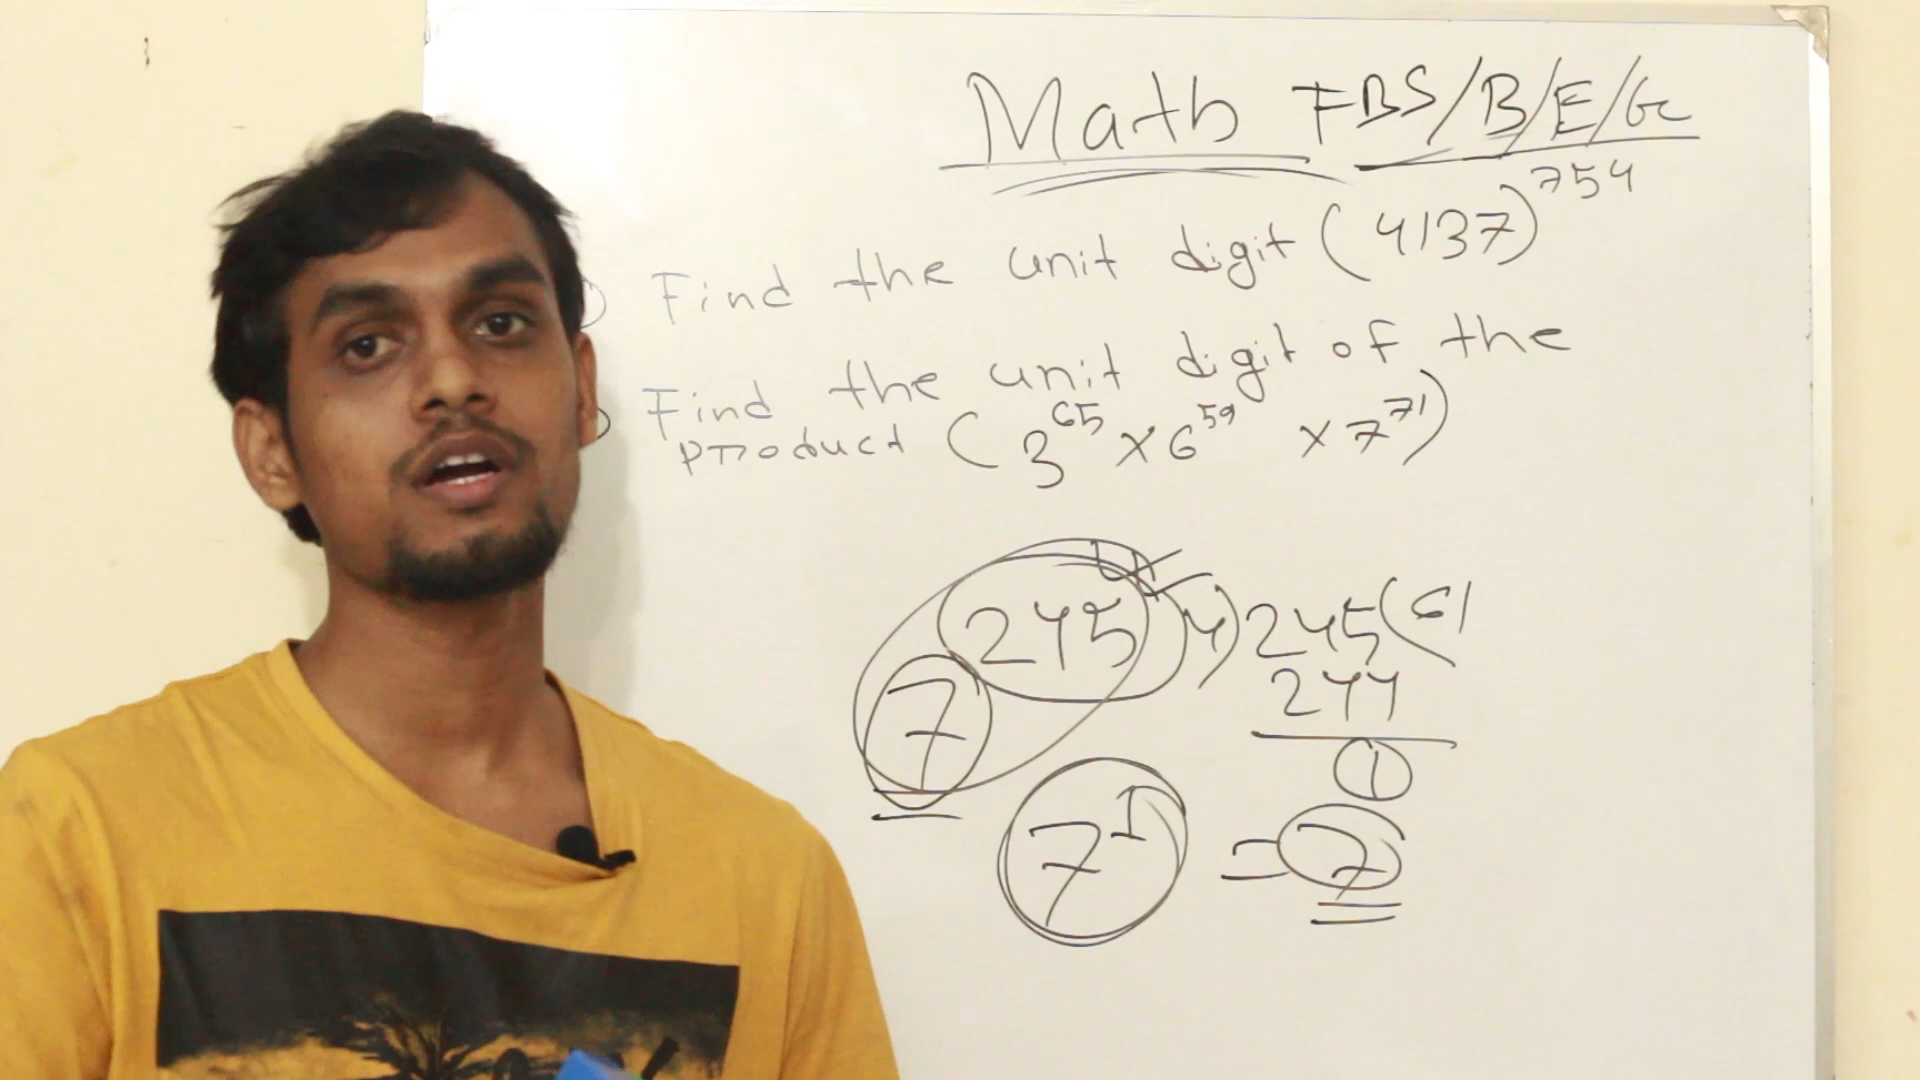 Math FBS/B/E/Gc
) Find the unit digit (4137)^754
) Find the unit digit of the
product (3^65 × 6^59 × 7^71)
7^245 4)245(61
244
1
7^1 = 7